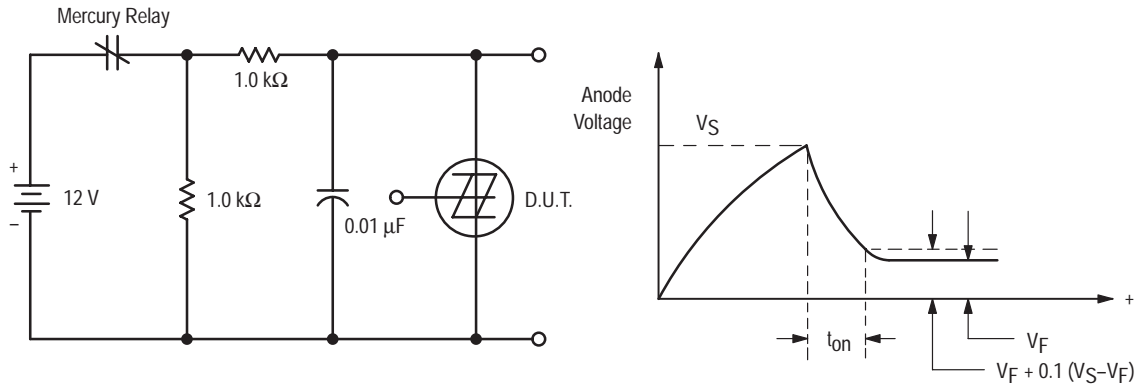 Mercury Relay
1.0 kΩ
+
12 V
–
1.0 kΩ
0.01 µF
D.U.T.
Anode
Voltage
VS
ton
+
VF
VF + 0.1 (VS–VF)